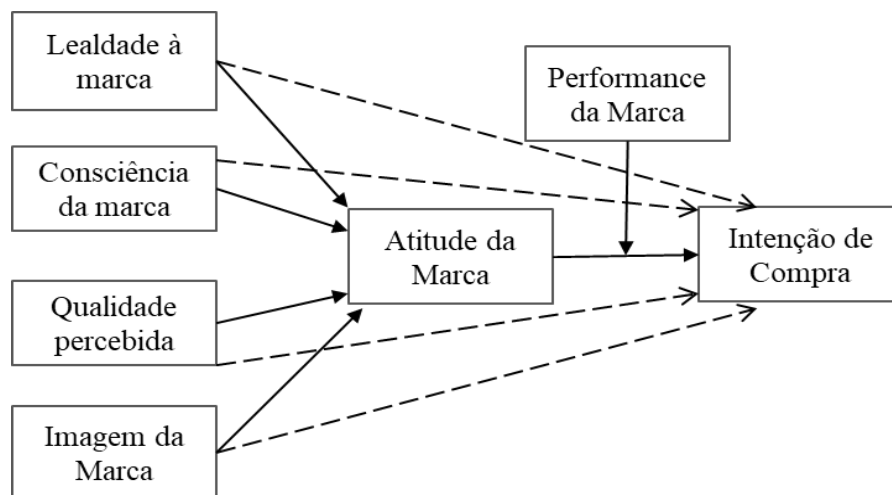 Lealdade à
marca
Performance
da Marca
Consciência
da marca
Atitude da
Marca
Intenção de
Compra
Qualidade
percebida
Imagem da
Marca